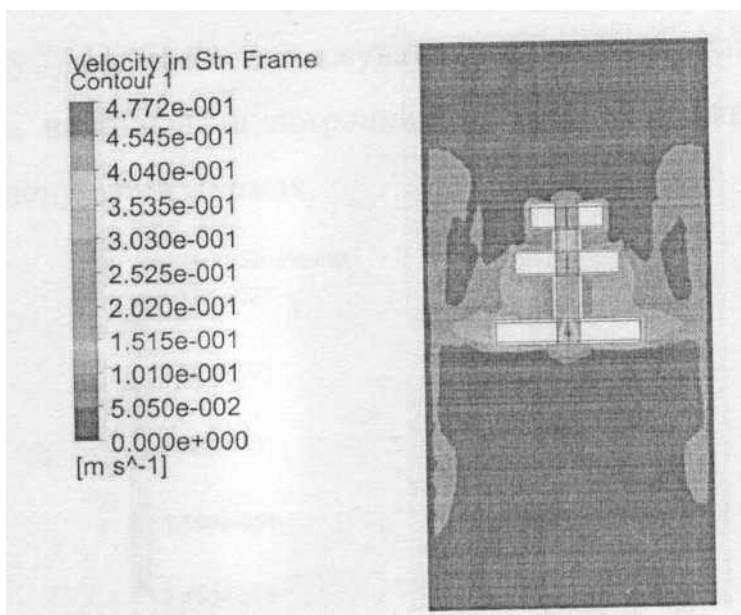 Velocity in Stn Frame
Contour 1
4.772e-001
4.545e-001
4.040e-001
3.535e-001
3.030e-001
2.525e-001
2.020e-001
1.515e-001
1.010e-001
5.050e-002
0.000e+000
[m s^-1]